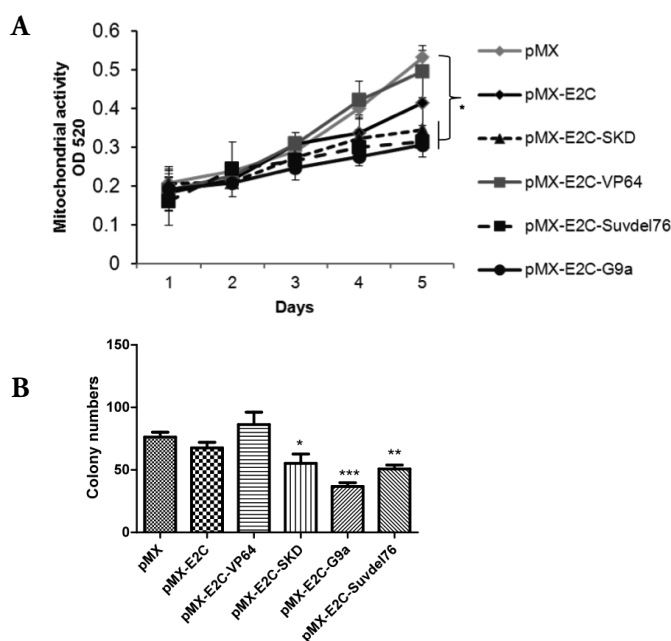 A
Mitochondrial activity
OD 520
0.6
0.5
0.4
0.3
0.2
0.1
0
1 2 3 4 5
Days
*
pMX
pMX-E2C
pMX-E2C-SKD
pMX-E2C-VP64
pMX-E2C-Suvdel76
pMX-E2C-G9a
B
Colony numbers
150
100
50
0
* *** **
pMX
pMX-E2C
pMX-E2C-VP64
pMX-E2C-SKD
pMX-E2C-G9a
pMX-E2C-Suvdel76